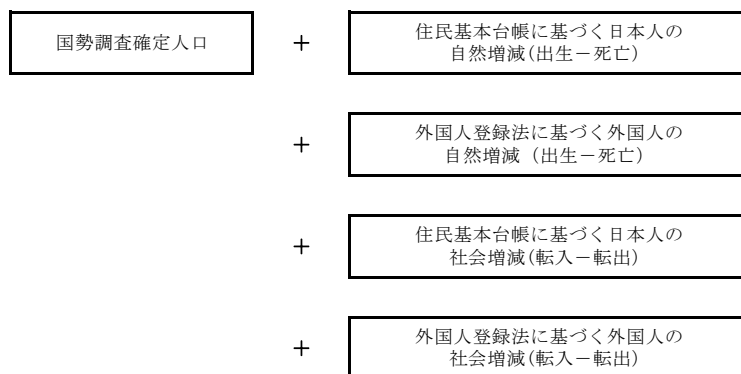 国勢調査確定人口
＋
住民基本台帳に基づく日本人の
自然増減(出生－死亡)
＋
外国人登録法に基づく外国人の
自然増減（出生－死亡）
＋
住民基本台帳に基づく日本人の
社会増減(転入－転出)
＋
外国人登録法に基づく外国人の
社会増減(転入－転出)